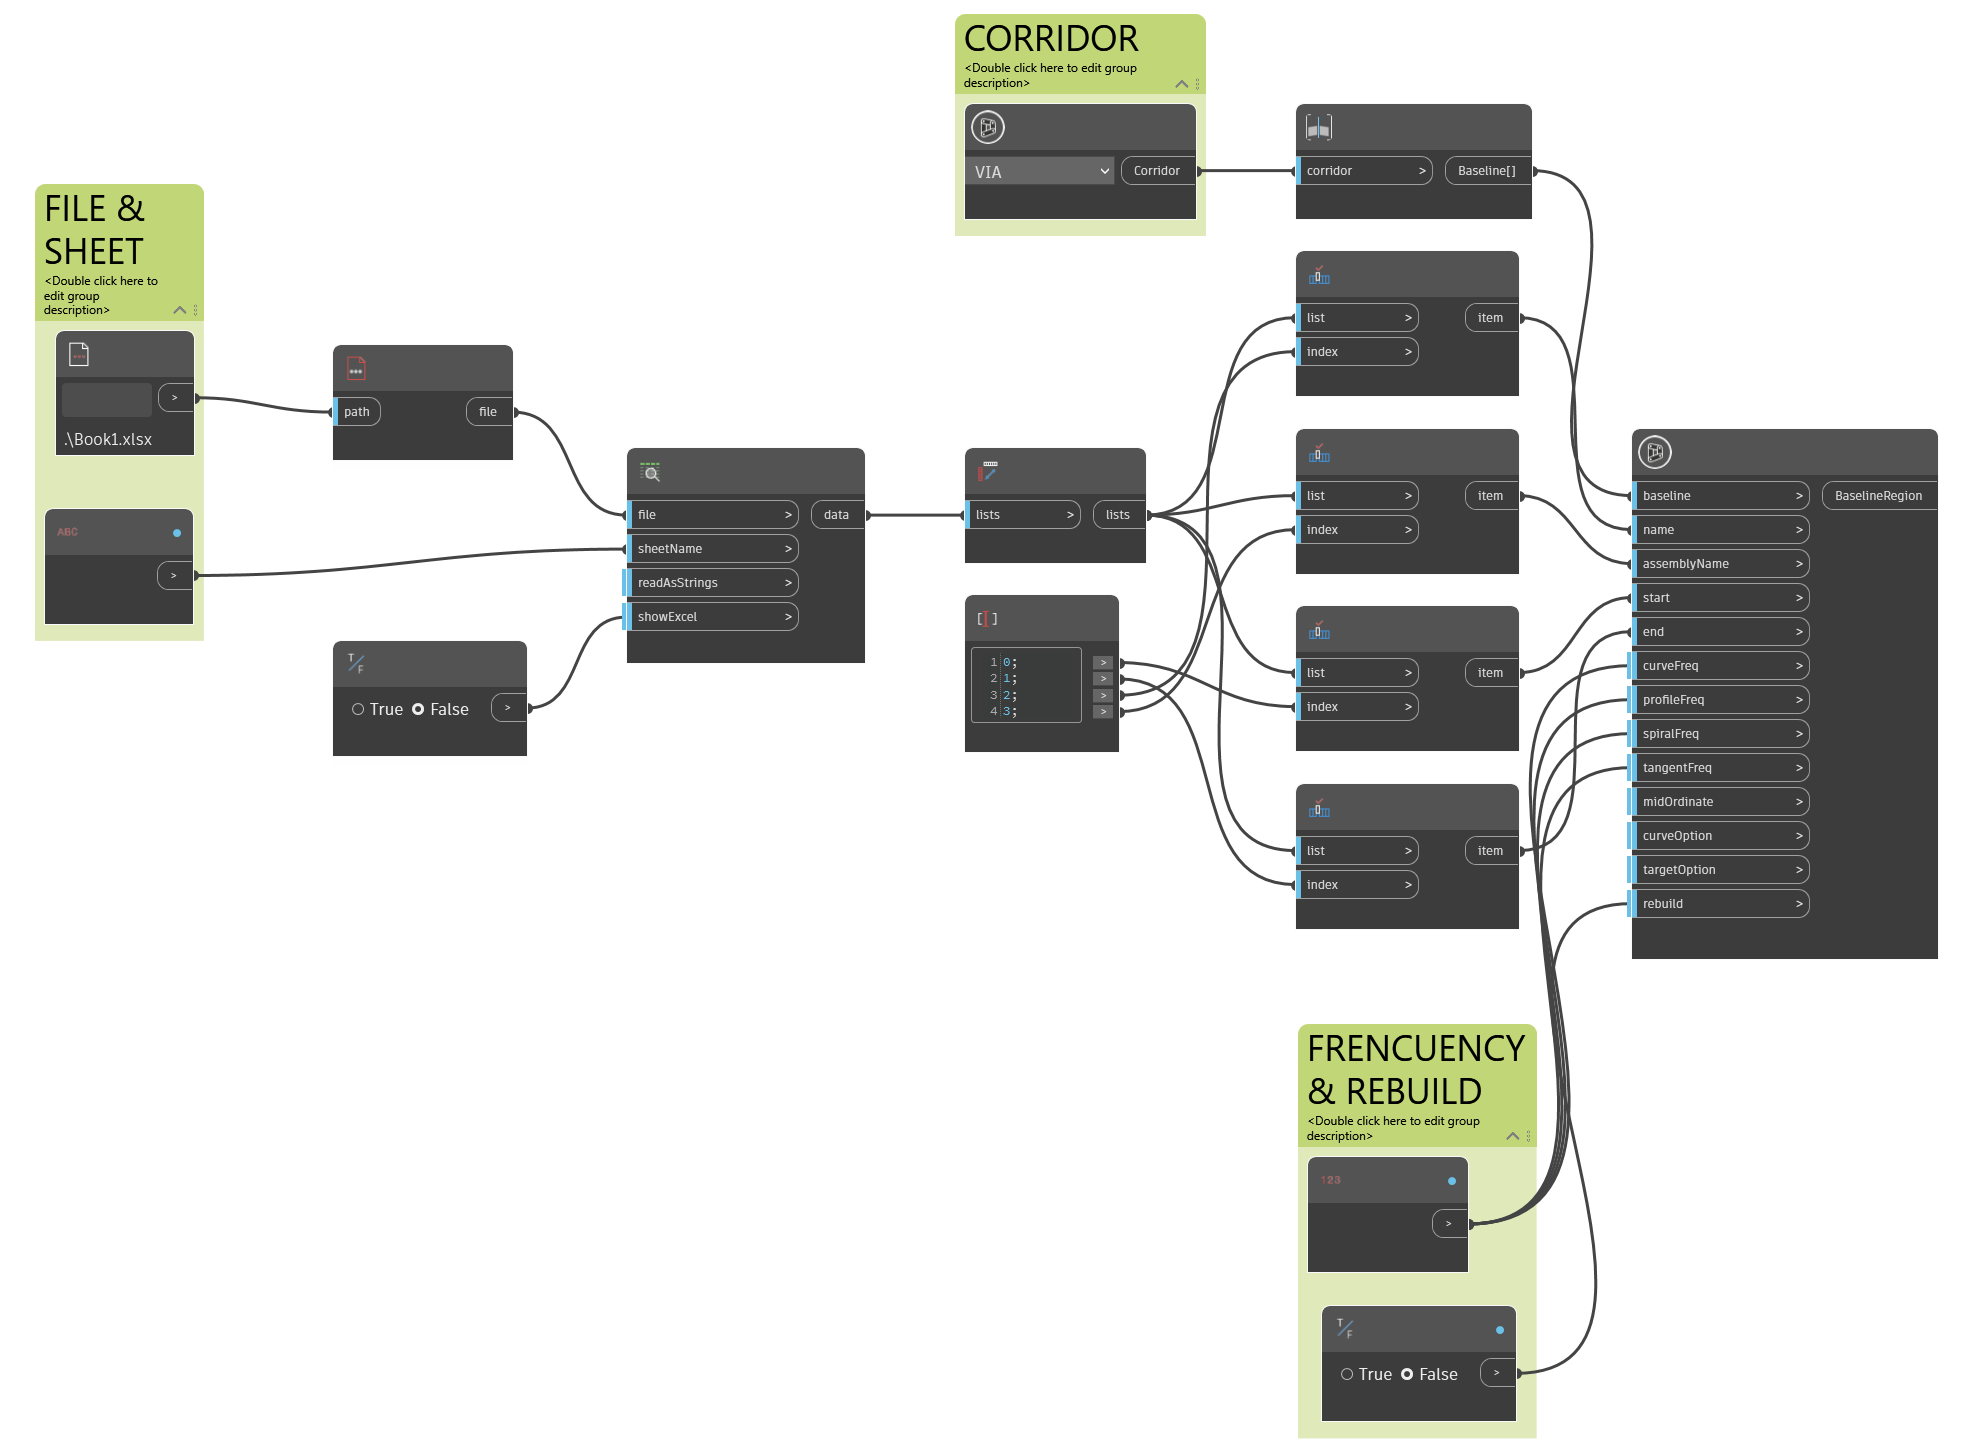 CORRIDOR
<Double click here to edit group
description>
VIA
Corridor
corridor >
Baseline[]
FILE &
SHEET
<Double click here to
edit group
description>
>
.\Book1.xlsx
path
file
ABC
>
T/F
True False
>
file >
data
sheetName >
readAsStrings >
showExcel >
lists >
lists
[I]
1 0; >
2 1; >
3 2; >
4 3; >
list >
item
index >
list >
item
index >
list >
item
index >
list >
item
index >
baseline >
BaselineRegion
name >
assemblyName >
start >
end >
curveFreq >
profileFreq >
spiralFreq >
tangentFreq >
midOrdinate >
curveOption >
targetOption >
rebuild >
FRENCUENCY
& REBUILD
<Double click here to edit group
description>
123
>
T/F
True False
>